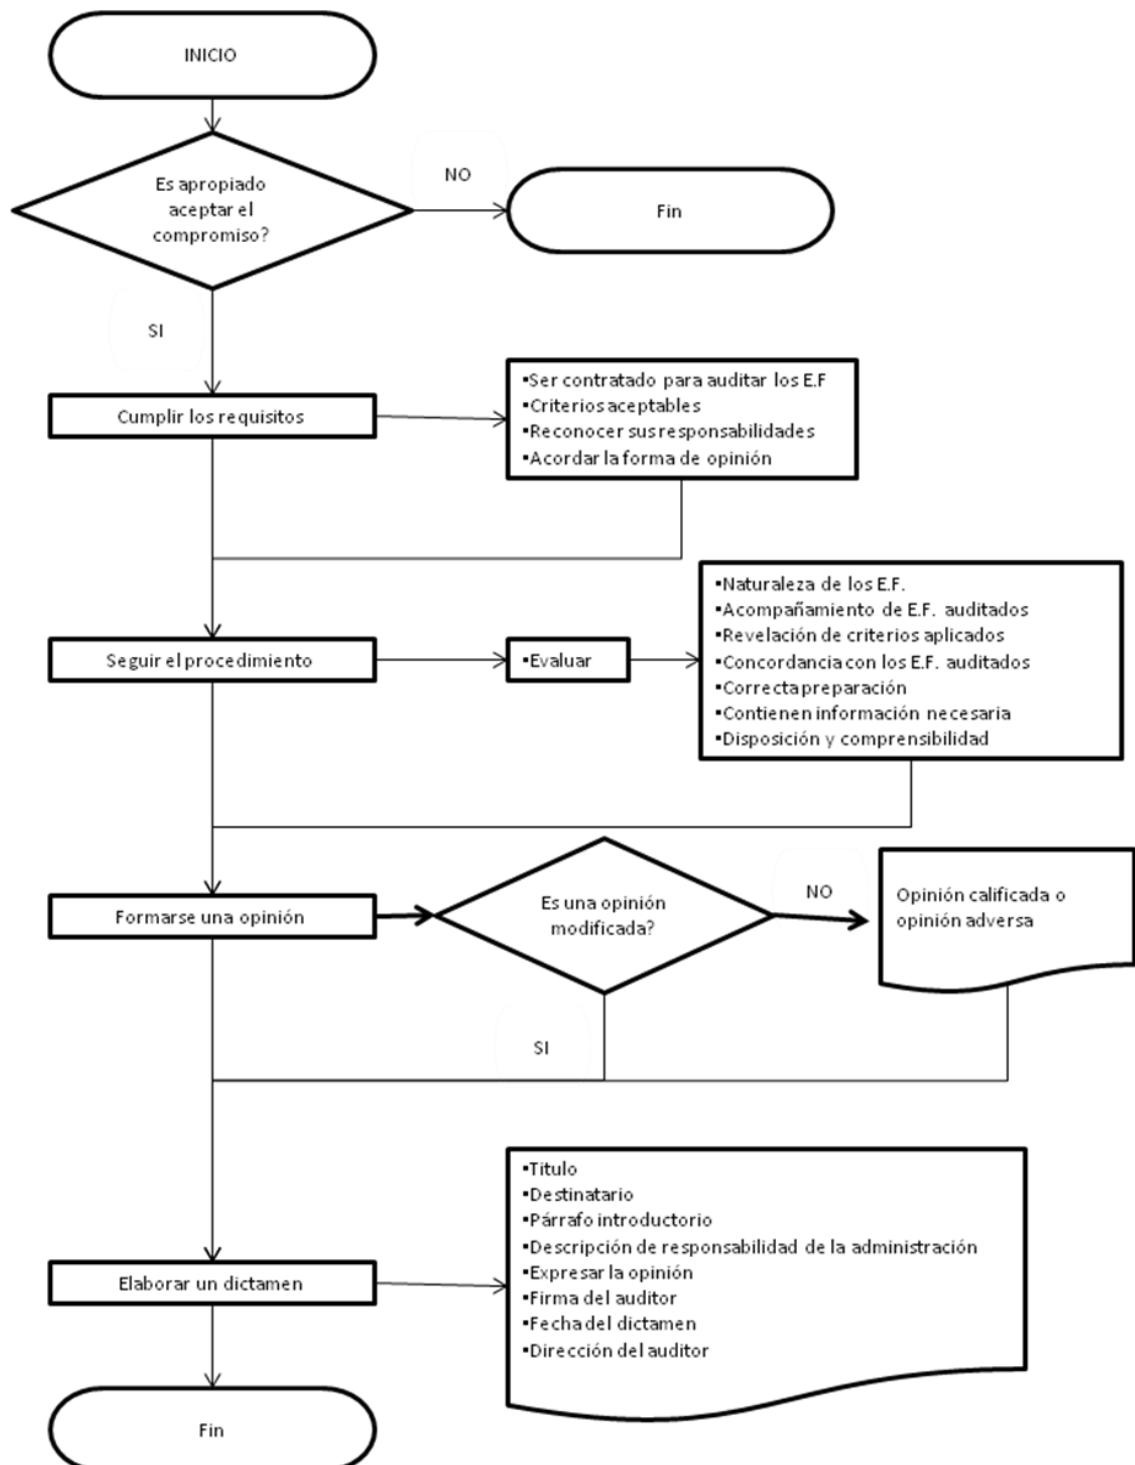 INICIO
Es apropiado
aceptar el
compromiso?
NO
Fin
SI
Cumplir los requisitos
▪Ser contratado para auditar los E.F
▪Criterios aceptables
▪Reconocer sus responsabilidades
▪Acordar la forma de opinión
Seguir el procedimiento
▪Evaluar
▪Naturaleza de los E.F.
▪Acompañamiento de E.F. auditados
▪Revelación de criterios aplicados
▪Concordancia con los E.F. auditados
▪Correcta preparación
▪Contienen información necesaria
▪Disposición y comprensibilidad
Formarse una opinión
Es una opinión
modificada?
NO
Opinión calificada o
opinión adversa
SI
Elaborar un dictamen
▪Titulo
▪Destinatario
▪Párrafo introductorio
▪Descripción de responsabilidad de la administración
▪Expresar la opinión
▪Firma del auditor
▪Fecha del dictamen
▪Dirección del auditor
Fin